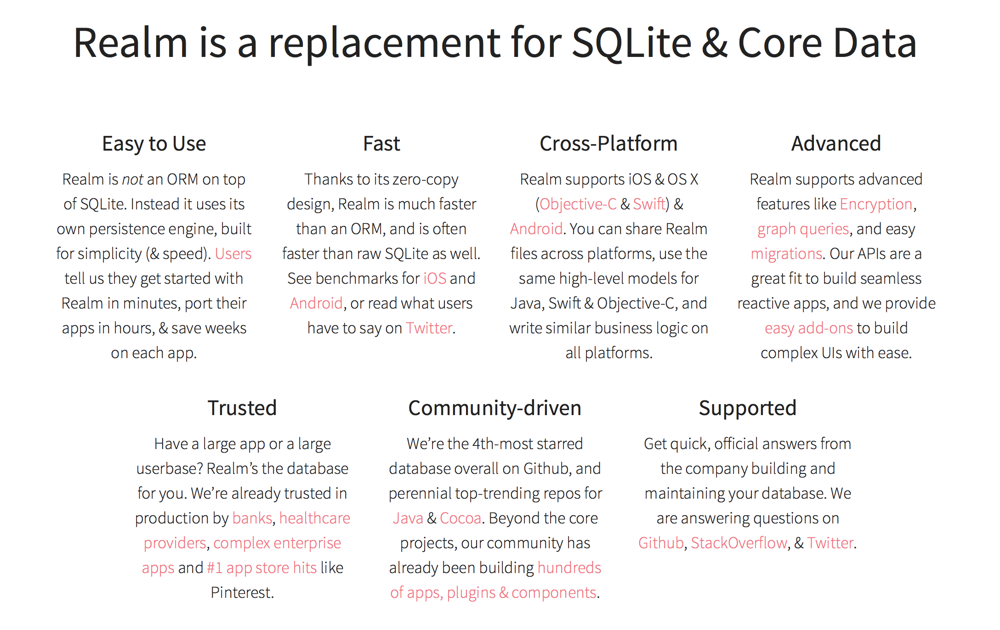 Realm is a replacement for SQLite & Core Data
Easy to Use
Realm is not an ORM on top
of SQLite. Instead it uses its
own persistence engine, built
for simplicity (& speed). Users
tell us they get started with
Realm in minutes, port their
apps in hours, & save weeks
on each app.
Fast
Thanks to its zero-copy
design, Realm is much faster
than an ORM, and is often
faster than raw SQLite as well.
See benchmarks for iOS and
Android, or read what users
have to say on Twitter.
Cross-Platform
Realm supports iOS & OS X
(Objective-C & Swift) &
Android. You can share Realm
files across platforms, use the
same high-level models for
Java, Swift & Objective-C, and
write similar business logic on
all platforms.
Advanced
Realm supports advanced
features like Encryption,
graph queries, and easy
migrations. Our APIs are a
great fit to build seamless
reactive apps, and we provide
easy add-ons to build
complex UIs with ease.
Trusted
Have a large app or a large
userbase? Realm’s the database
for you. We’re already trusted in
production by banks, healthcare
providers, complex enterprise
apps and #1 app store hits like
Pinterest.
Community-driven
We’re the 4th-most starred
database overall on Github, and
perennial top-trending repos for
Java & Cocoa. Beyond the core
projects, our community has
already been building hundreds
of apps, plugins & components.
Supported
Get quick, official answers from
the company building and
maintaining your database. We
are answering questions on
Github, StackOverflow, & Twitter.